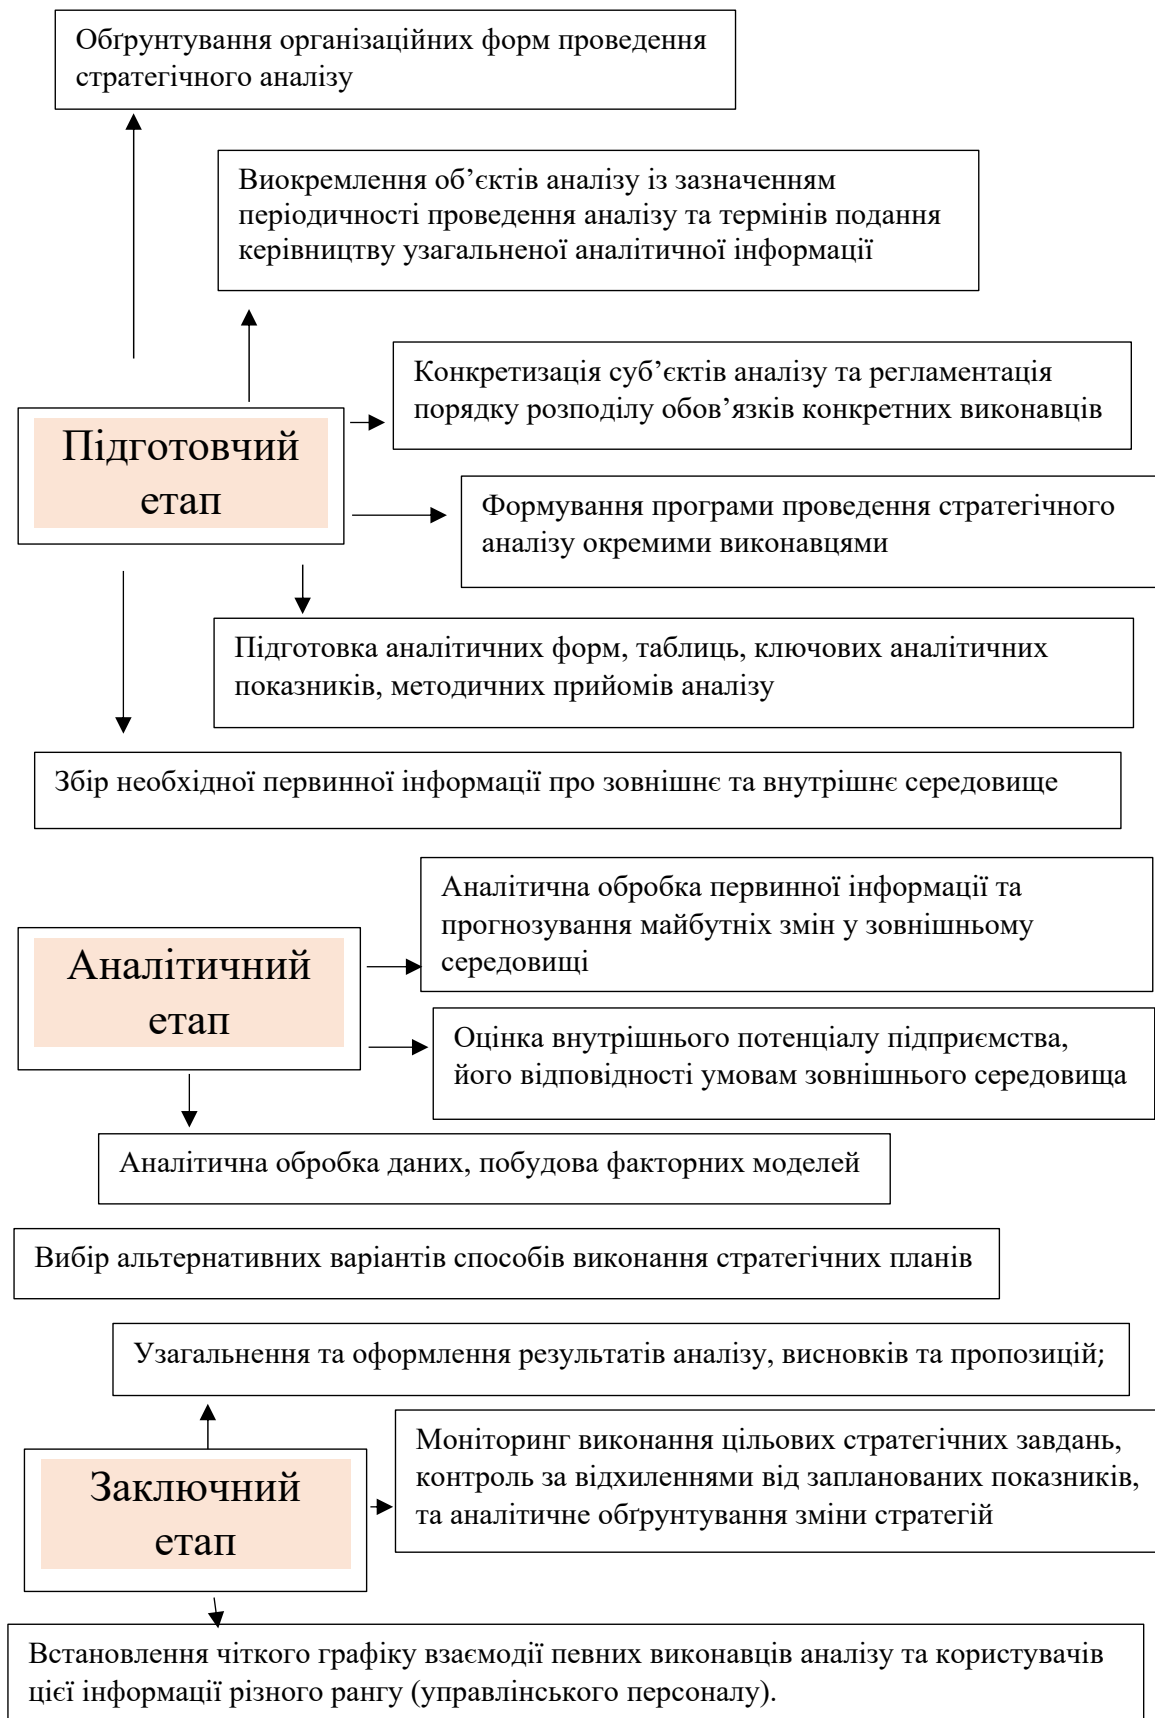 Обґрунтування організаційних форм проведення
стратегічного аналізу
Виокремлення об’єктів аналізу із зазначенням
періодичності проведення аналізу та термінів подання
керівництву узагальненої аналітичної інформації
Конкретизація суб’єктів аналізу та регламентація
порядку розподілу обов’язків конкретних виконавців
Підготовчий
етап
Формування програми проведення стратегічного
аналізу окремими виконавцями
Підготовка аналітичних форм, таблиць, ключових аналітичних
показників, методичних прийомів аналізу
Збір необхідної первинної інформації про зовнішнє та внутрішнє середовище
Аналітична обробка первинної інформації та
прогнозування майбутніх змін у зовнішньому
середовищі
Аналітичний
етап
Оцінка внутрішнього потенціалу підприємства,
його відповідності умовам зовнішнього середовища
Аналітична обробка даних, побудова факторних моделей
Вибір альтернативних варіантів способів виконання стратегічних планів
Узагальнення та оформлення результатів аналізу, висновків та пропозицій;
Моніторинг виконання цільових стратегічних завдань,
контроль за відхиленнями від запланованих показників,
та аналітичне обґрунтування зміни стратегій
Заключний
етап
Встановлення чіткого графіку взаємодії певних виконавців аналізу та користувачів
цієї інформації різного рангу (управлінського персоналу).